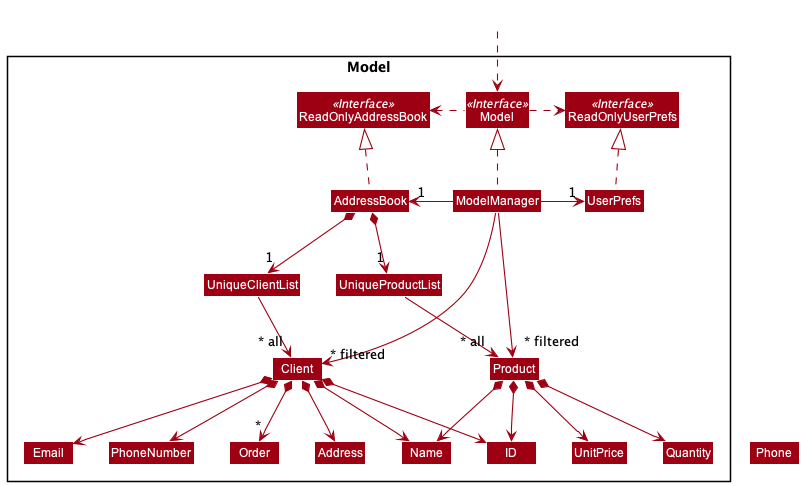 Model
«Interface»
ReadOnlyAddressBook
«Interface»
Model
«Interface»
ReadOnlyUserPrefs
AddressBook
1
ModelManager
1
UserPrefs
1
1
UniqueClientList
UniqueProductList
* all
* filtered
* all
* filtered
Client
Product
*
Email
PhoneNumber
Order
Address
Name
ID
UnitPrice
Quantity
Phone